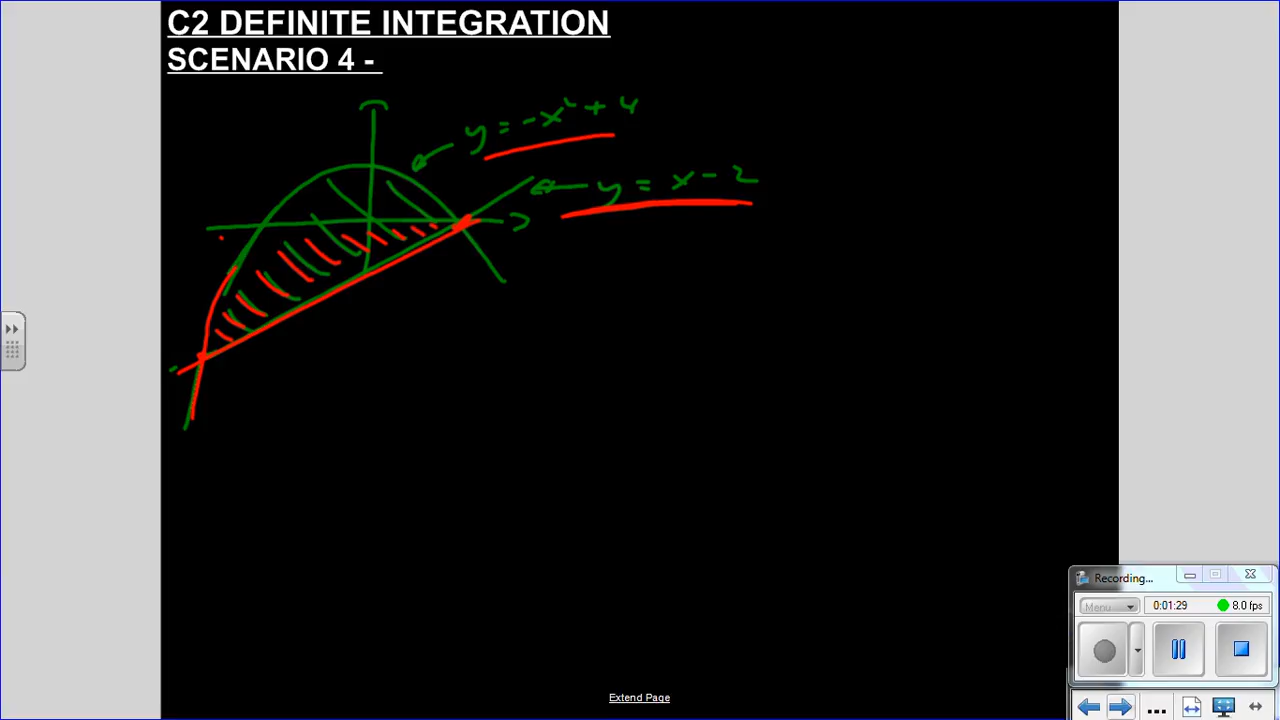 C2 DEFINITE INTEGRATION
SCENARIO 4 -
y = -x² + 4
y = x - 2
Recording...
Menu
0:01:29
8.0 fps
Extend Page
...